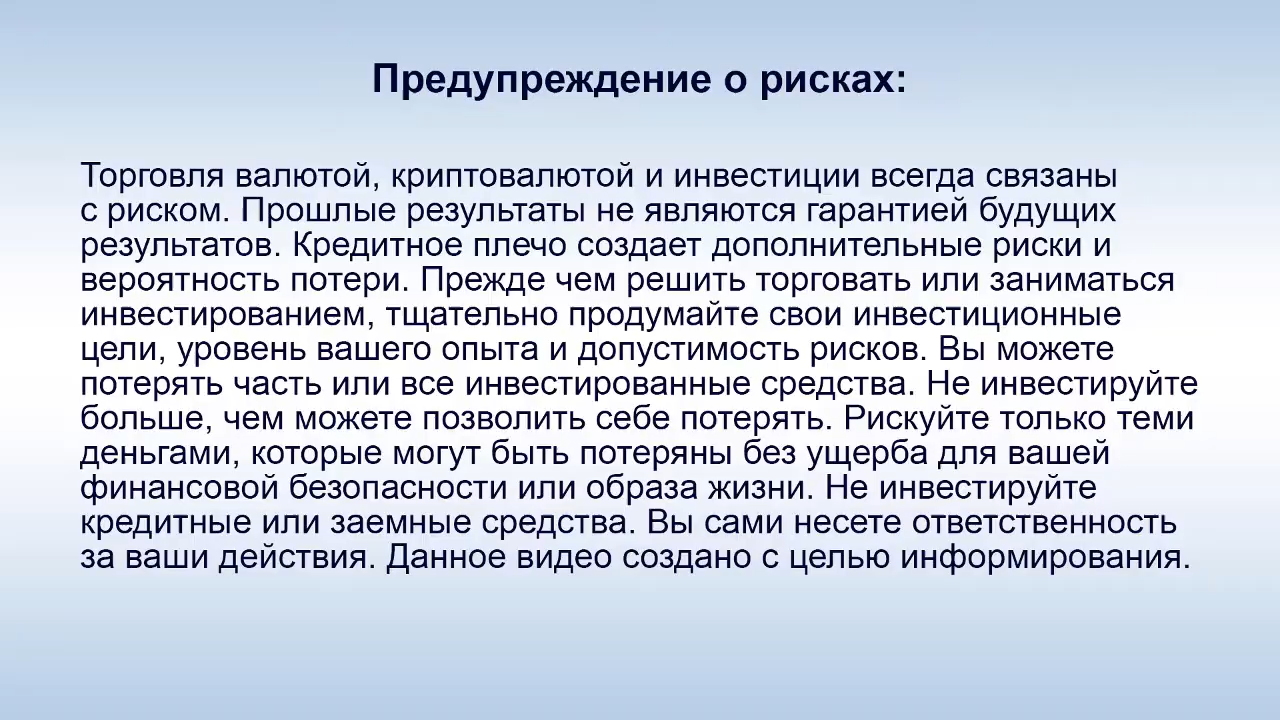 Предупреждение о рисках:
Торговля валютой, криптовалютой и инвестиции всегда связаны
с риском. Прошлые результаты не являются гарантией будущих
результатов. Кредитное плечо создает дополнительные риски и
вероятность потери. Прежде чем решить торговать или заниматься
инвестированием, тщательно продумайте свои инвестиционные
цели, уровень вашего опыта и допустимость рисков. Вы можете
потерять часть или все инвестированные средства. Не инвестируйте
больше, чем можете позволить себе потерять. Рискуйте только теми
деньгами, которые могут быть потеряны без ущерба для вашей
финансовой безопасности или образа жизни. Не инвестируйте
кредитные или заемные средства. Вы сами несете ответственность
за ваши действия. Данное видео создано с целью информирования.